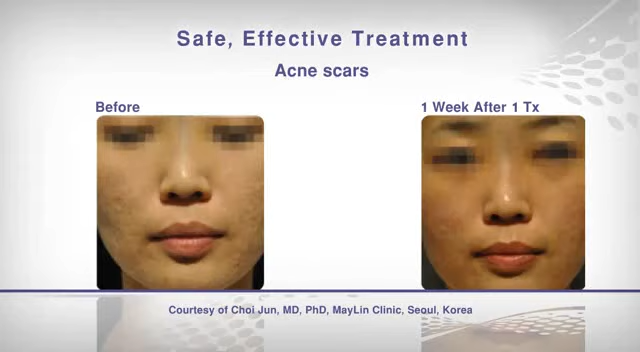 Safe, Effective Treatment
Acne scars
Before
1 Week After 1 Tx
Courtesy of Choi Jun, MD, PhD, MayLin Clinic, Seoul, Korea